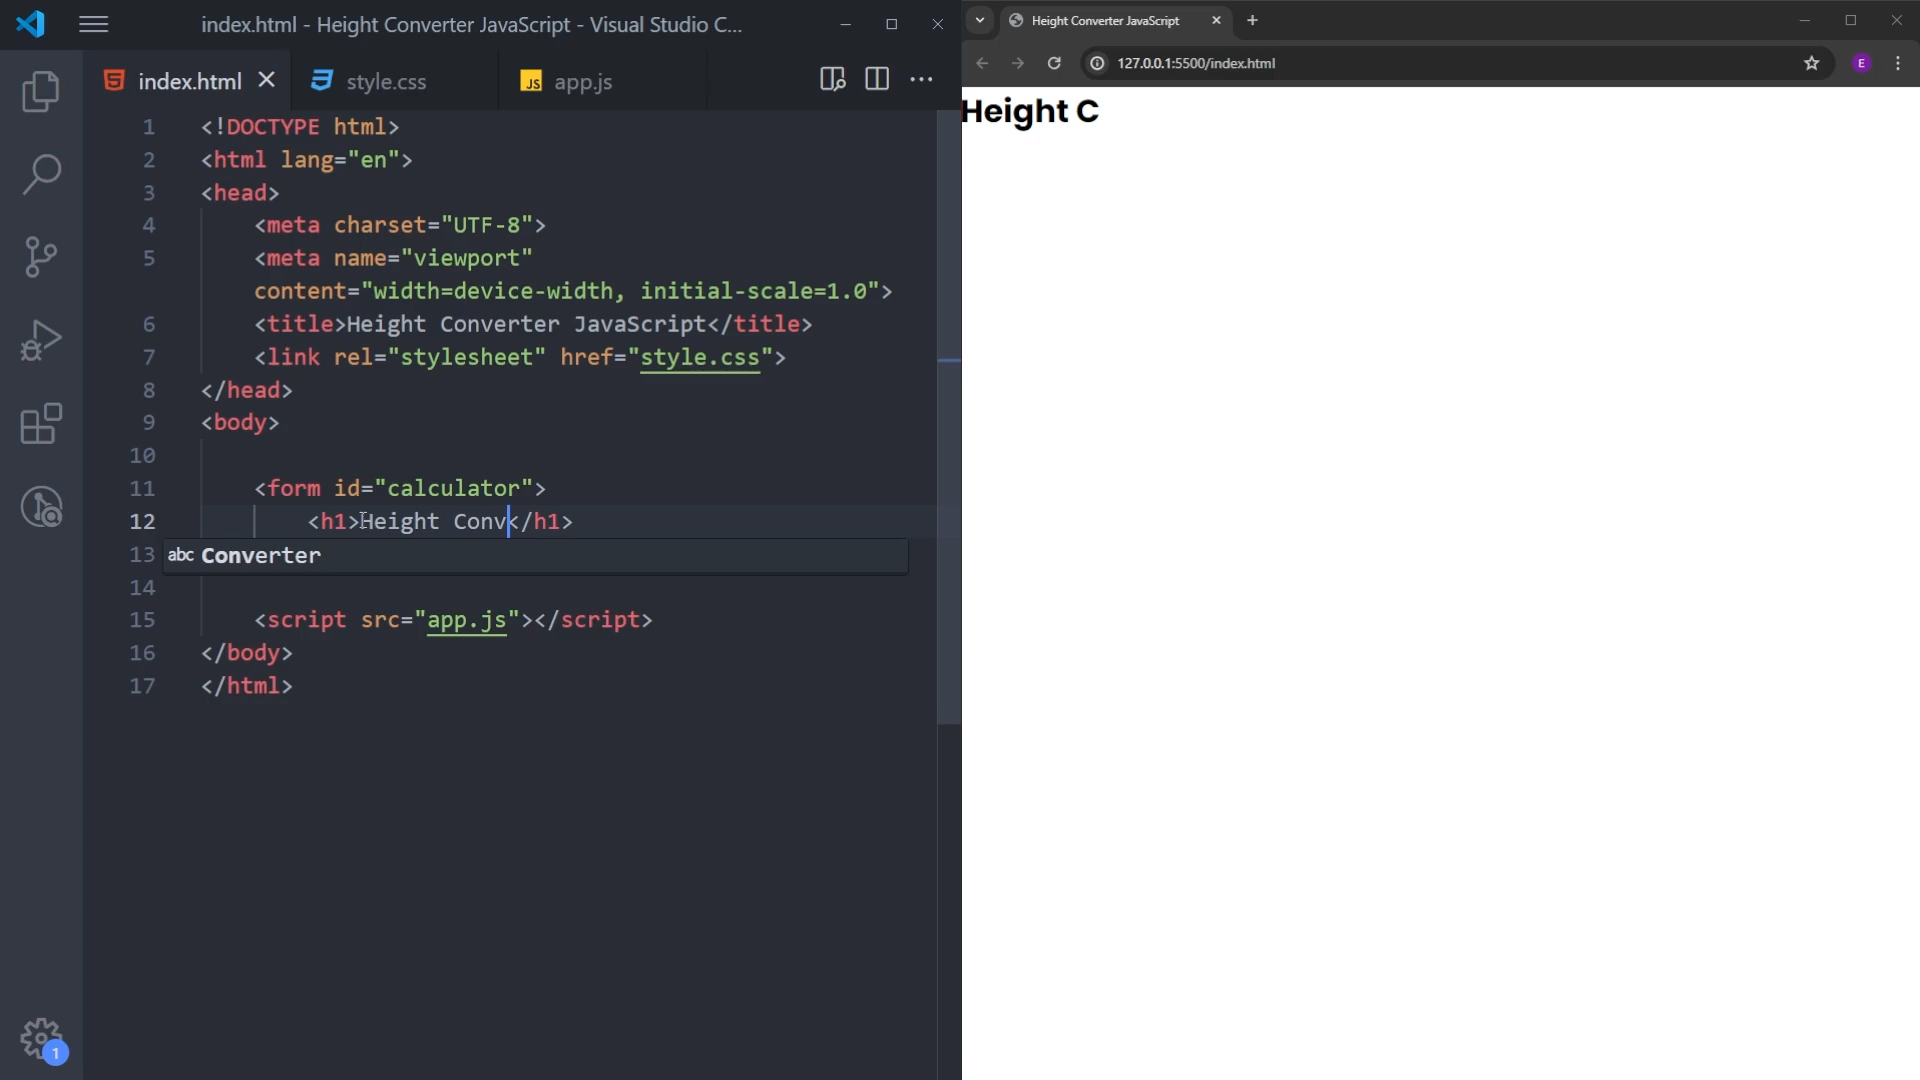 index.html - Height Converter JavaScript - Visual Studio C...
index.html
style.css
JS app.js
1 <!DOCTYPE html>
2 <html lang="en">
3 <head>
4 <meta charset="UTF-8">
5 <meta name="viewport"
content="width=device-width, initial-scale=1.0">
6 <title>Height Converter JavaScript</title>
7 <link rel="stylesheet" href="style.css">
8 </head>
9 <body>
10
11 <form id="calculator">
12 <h1>Height Conv</h1>
13 abc Converter
14
15 <script src="app.js"></script>
16 </body>
17 </html>
1
Height Converter JavaScript
127.0.0.1:5500/index.html
E
Height C